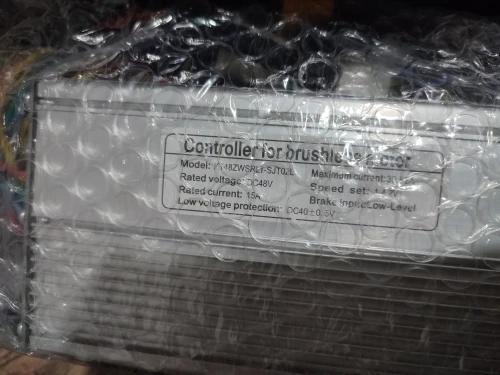 Controller for brushless motor
Model: Maximum current:
Rated voltage: DC48V Speed set:
Rated current: 15A Brake Input:Low-Level
Low voltage protection: DC40±0.5V